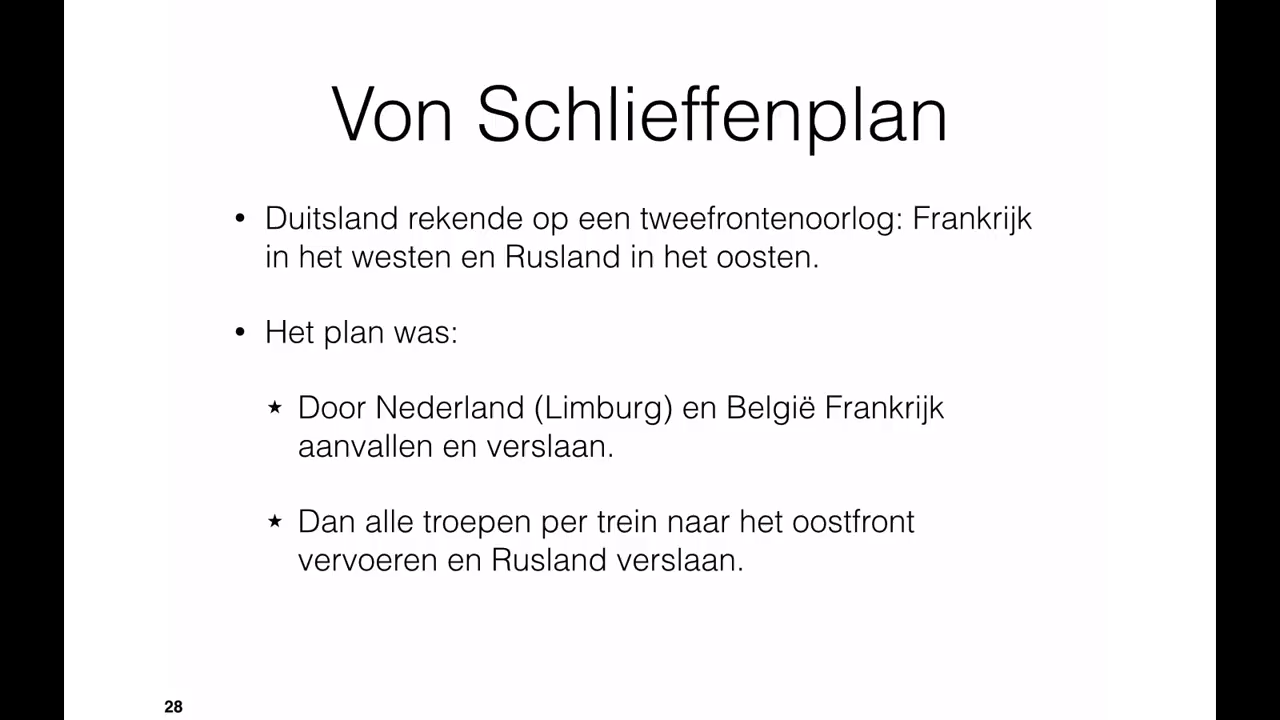 Von Schlieffenplan
• Duitsland rekende op een tweefrontenoorlog: Frankrijk
in het westen en Rusland in het oosten.
• Het plan was:
★ Door Nederland (Limburg) en België Frankrijk
aanvallen en verslaan.
★ Dan alle troepen per trein naar het oostfront
vervoeren en Rusland verslaan.
28